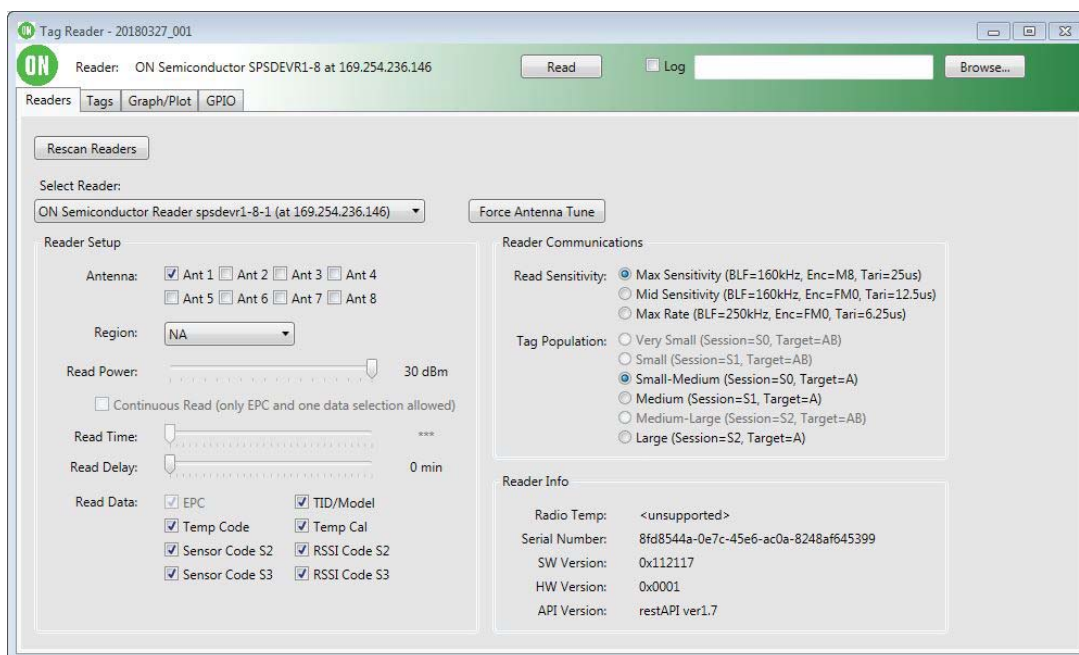 Tag Reader - 20180327_001
ON Reader: ON Semiconductor SPSDEVR1-8 at 169.254.236.146 Read Log Browse...
Readers Tags Graph/Plot GPIO
Rescan Readers
Select Reader:
ON Semiconductor Reader spsdevr1-8-1 (at 169.254.236.146) Force Antenna Tune
Reader Setup
Antenna: Ant 1 Ant 2 Ant 3 Ant 4
Ant 5 Ant 6 Ant 7 Ant 8
Region: NA
Read Power: 30 dBm
Continuous Read (only EPC and one data selection allowed)
Read Time: ***
Read Delay: 0 min
Read Data: EPC TID/Model
Temp Code Temp Cal
Sensor Code S2 RSSI Code S2
Sensor Code S3 RSSI Code S3
Reader Communications
Read Sensitivity: Max Sensitivity (BLF=160kHz, Enc=M8, Tari=25us)
Mid Sensitivity (BLF=160kHz, Enc=FM0, Tari=12.5us)
Max Rate (BLF=250kHz, Enc=FM0, Tari=6.25us)
Tag Population: Very Small (Session=S0, Target=AB)
Small (Session=S1, Target=AB)
Small-Medium (Session=S0, Target=A)
Medium (Session=S1, Target=A)
Medium-Large (Session=S2, Target=AB)
Large (Session=S2, Target=A)
Reader Info
Radio Temp: <unsupported>
Serial Number: 8fd8544a-0e7c-45e6-ac0a-8248af645399
SW Version: 0x112117
HW Version: 0x0001
API Version: restAPI ver1.7